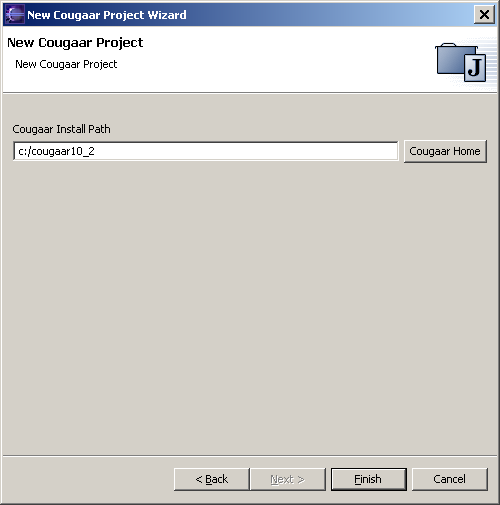 New Cougaar Project Wizard
New Cougaar Project
New Cougaar Project
J
Cougaar Install Path
c:/cougaar10_2
Cougaar Home
< Back
Next >
Finish
Cancel